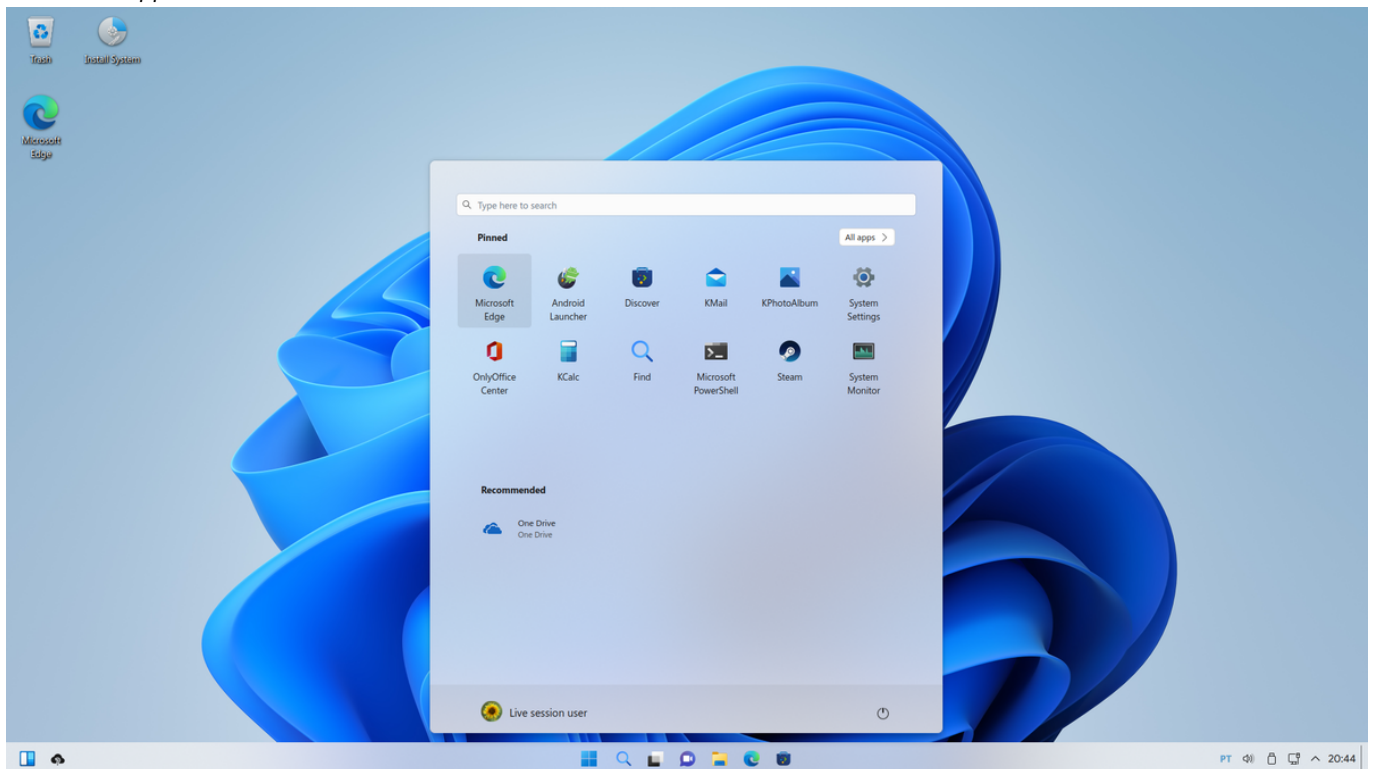 Trash
Install System
Microsoft
Edge
Type here to search
Pinned
All apps
Microsoft
Edge
Android
Launcher
Discover
KMail
KPhotoAlbum
System
Settings
OnlyOffice
Center
KCalc
Find
Microsoft
PowerShell
Steam
System
Monitor
Recommended
One Drive
One Drive
Live session user
PT
20:44